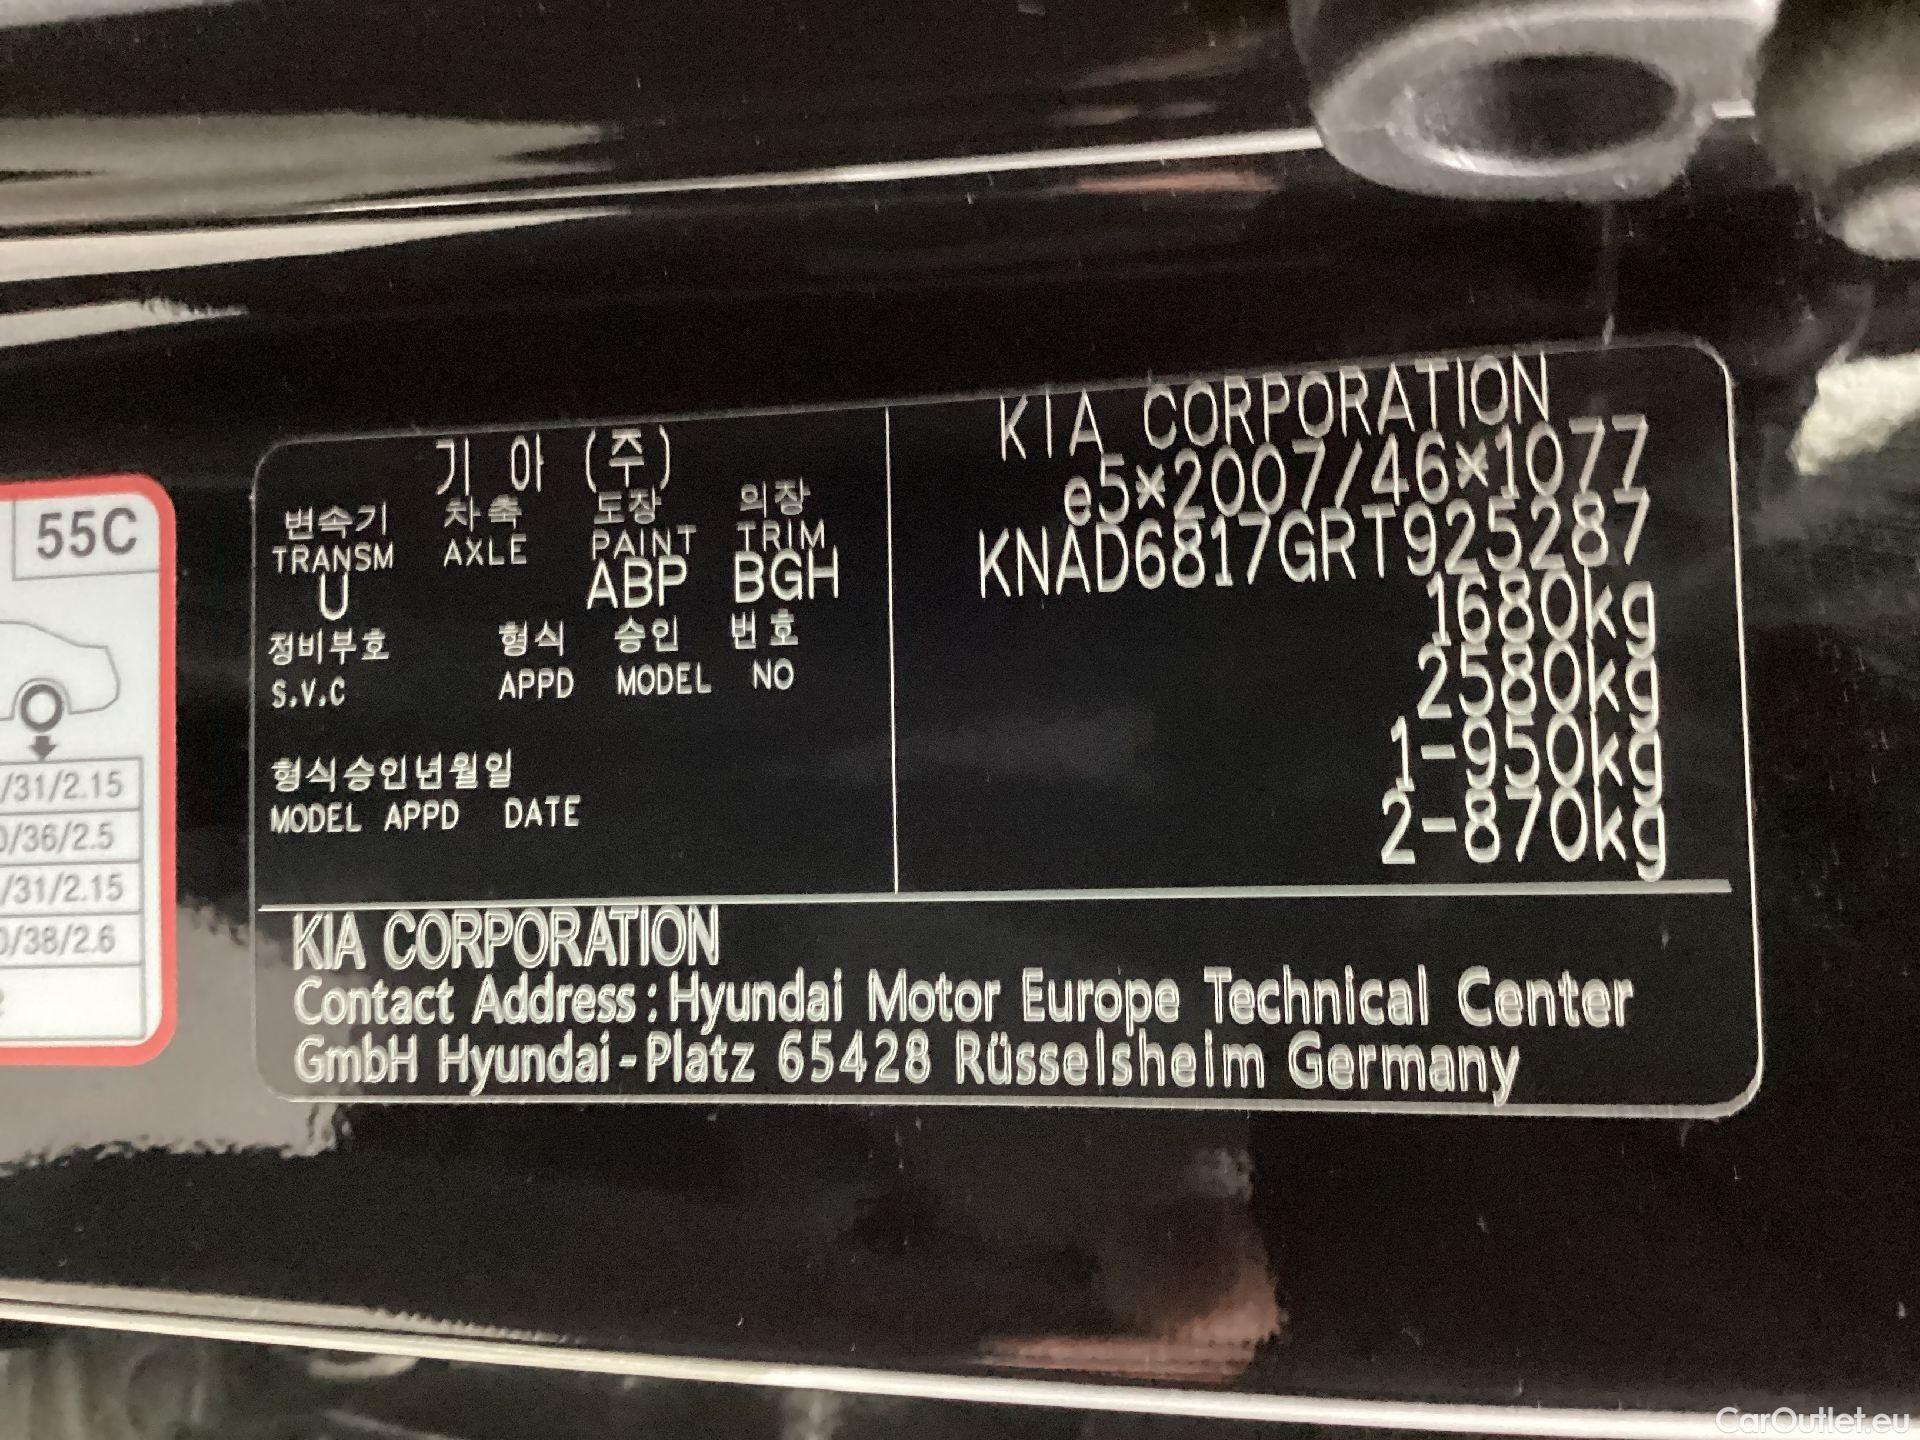 55C
/31/2.15
0/36/2.5
/31/2.15
0/38/2.6
기 아 (주)
변속기 차축 도장 의장
TRANSM AXLE PAINT TRIM
U ABP BGH
정비부호 형식 승인 번호
S.V.C APPD MODEL NO
형식승인년월일
MODEL APPD DATE
KIA CORPORATION
e5*2007/46*1077
KNAD6817GRT925287
1680kg
2580kg
1-950kg
2-870kg
KIA CORPORATION
Contact Address : Hyundai Motor Europe Technical Center
GmbH Hyundai-Platz 65428 Rüsselsheim Germany
CarOutlet.eu